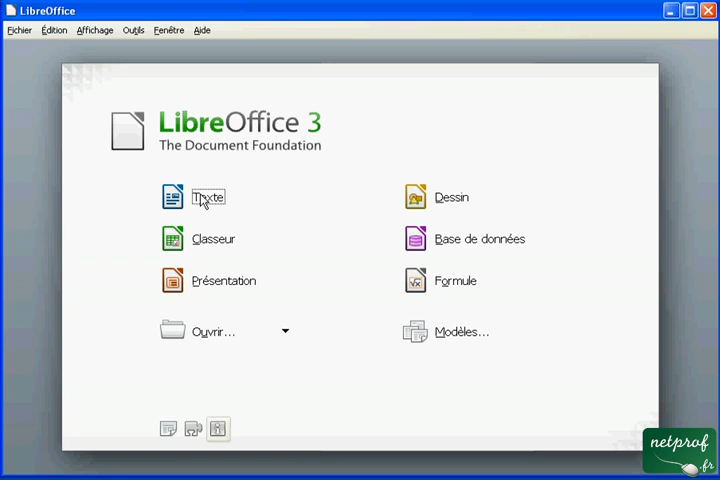 LibreOffice
Fichier Édition Affichage Outils Fenêtre Aide
LibreOffice 3
The Document Foundation
Texte
Dessin
Classeur
Base de données
Présentation
Formule
Ouvrir...
Modèles...
netprof
.fr